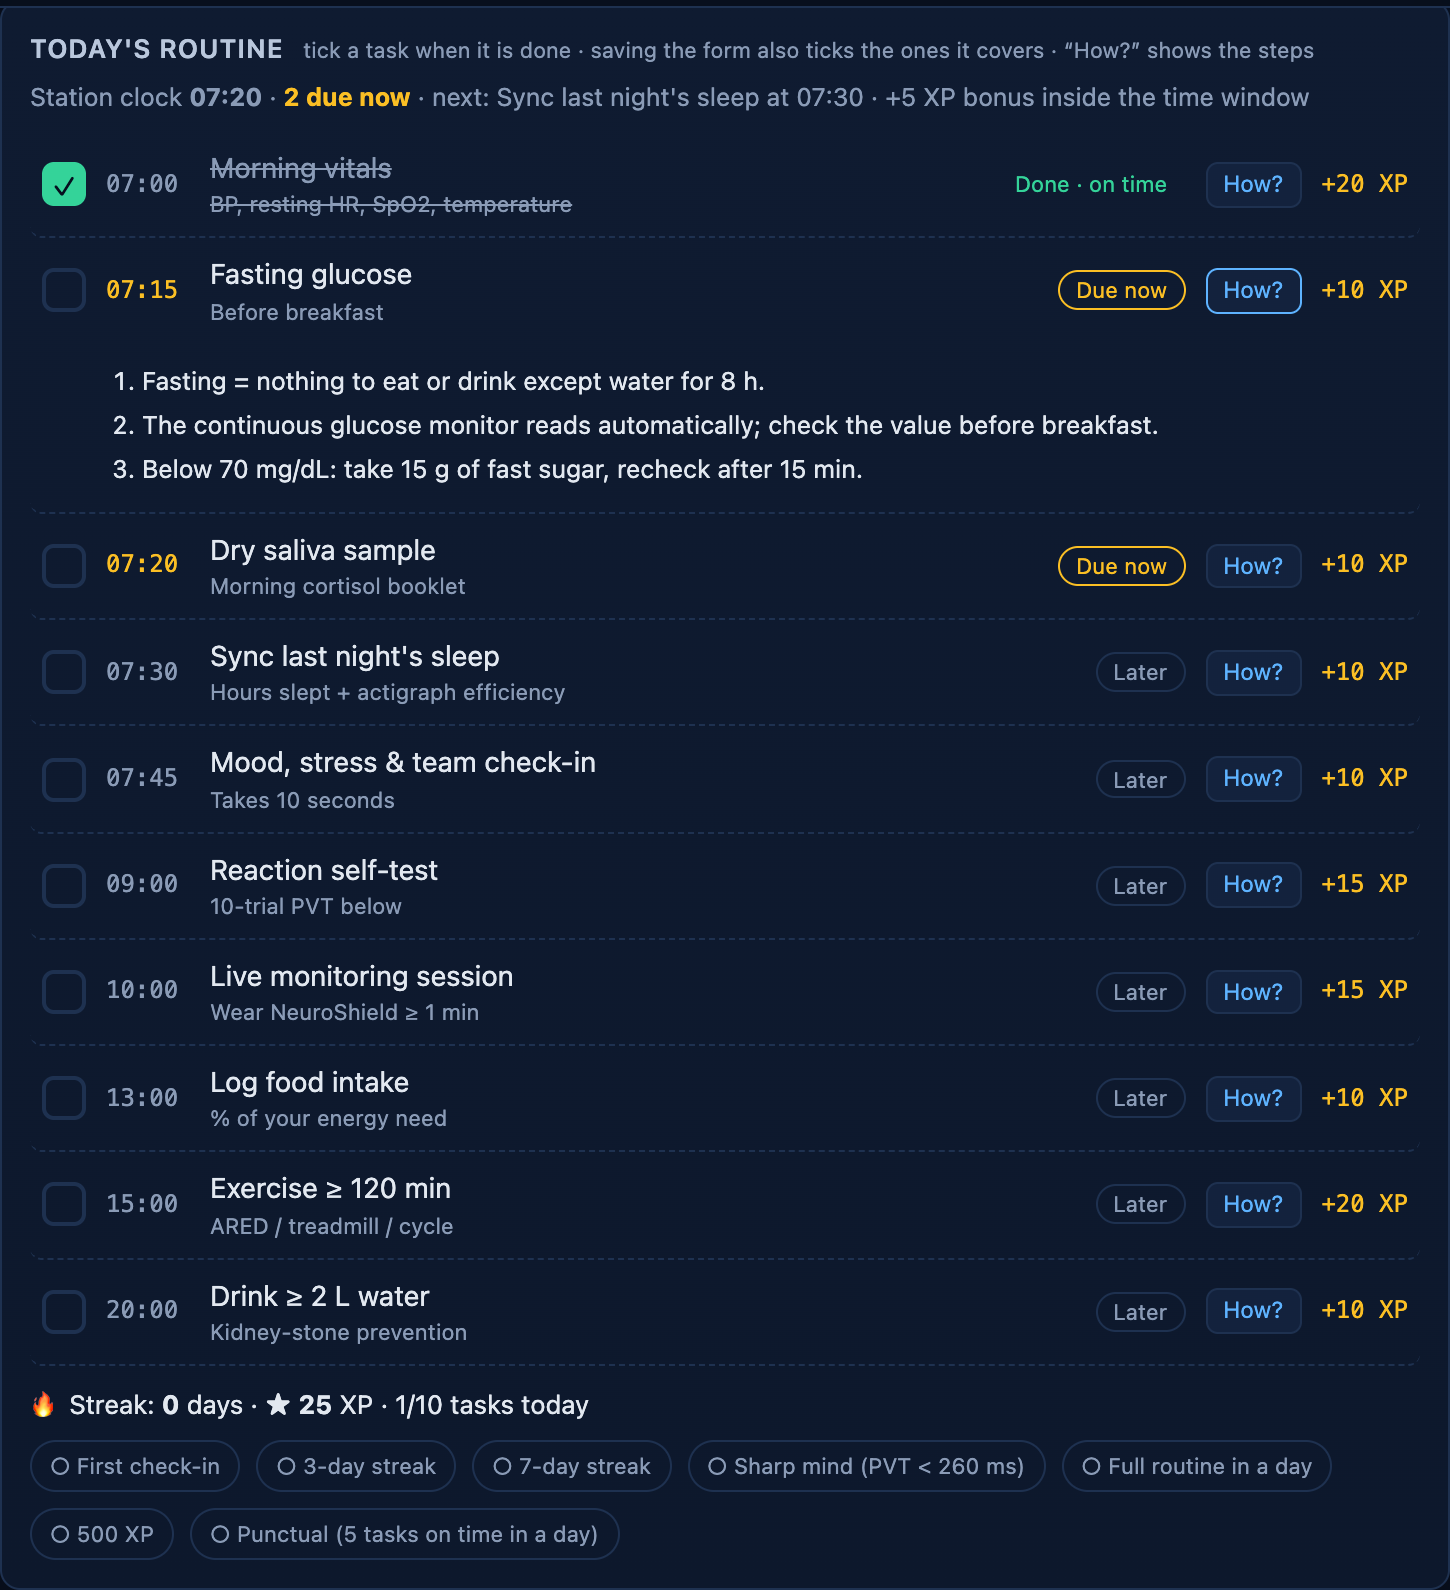 TODAY'S ROUTINE tick a task when it is done · saving the form also ticks the ones it covers · “How?” shows the steps
Station clock 07:20 · 2 due now · next: Sync last night's sleep at 07:30 · +5 XP bonus inside the time window
07:00 Morning vitals Done · on time How? +20 XP
BP, resting HR, SpO2, temperature
07:15 Fasting glucose Due now How? +10 XP
Before breakfast
1. Fasting = nothing to eat or drink except water for 8 h.
2. The continuous glucose monitor reads automatically; check the value before breakfast.
3. Below 70 mg/dL: take 15 g of fast sugar, recheck after 15 min.
07:20 Dry saliva sample Due now How? +10 XP
Morning cortisol booklet
07:30 Sync last night's sleep Later How? +10 XP
Hours slept + actigraph efficiency
07:45 Mood, stress & team check-in Later How? +10 XP
Takes 10 seconds
09:00 Reaction self-test Later How? +15 XP
10-trial PVT below
10:00 Live monitoring session Later How? +15 XP
Wear NeuroShield ≥ 1 min
13:00 Log food intake Later How? +10 XP
% of your energy need
15:00 Exercise ≥ 120 min Later How? +20 XP
ARED / treadmill / cycle
20:00 Drink ≥ 2 L water Later How? +10 XP
Kidney-stone prevention
🔥 Streak: 0 days · ★ 25 XP · 1/10 tasks today
○ First check-in ○ 3-day streak ○ 7-day streak ○ Sharp mind (PVT < 260 ms) ○ Full routine in a day
○ 500 XP ○ Punctual (5 tasks on time in a day)